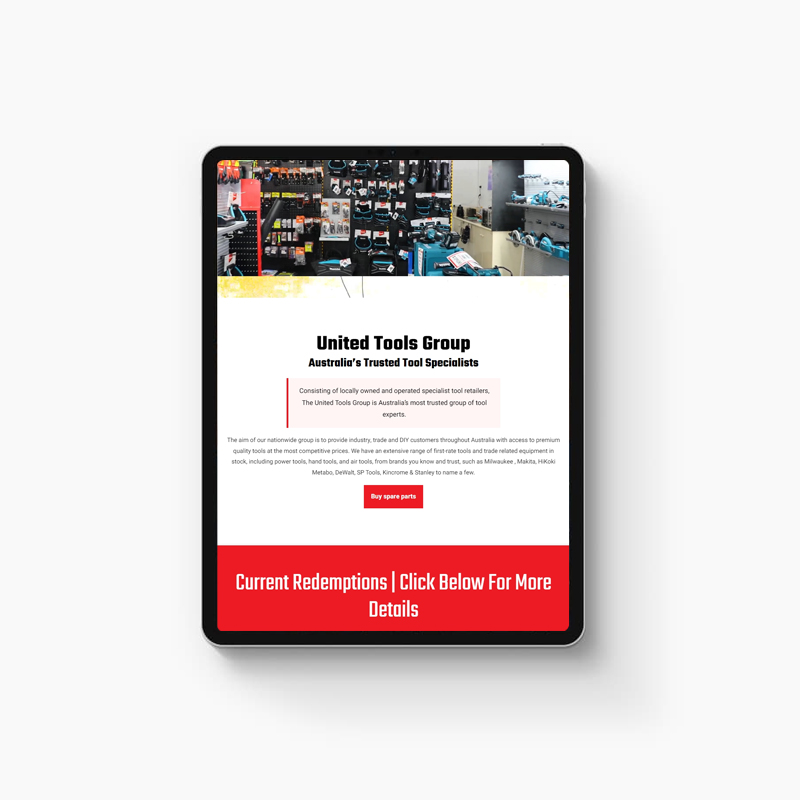 United Tools Group
Australia's Trusted Tool Specialists
Consisting of locally owned and operated specialist tool retailers,
The United Tools Group is Australia's most trusted group of tool
experts.
The aim of our nationwide group is to provide industry, trade and DIY customers throughout Australia with access to premium
quality tools at the most competitive prices. We have an extensive range of first-rate tools and trade related equipment in
stock, including power tools, hand tools, and air tools, from brands you know and trust, such as Milwaukee , Makita, HiKoki
Metabo, DeWalt, SP Tools, Kincrome & Stanley to name a few.
Buy spare parts
Current Redemptions | Click Below For More
Details